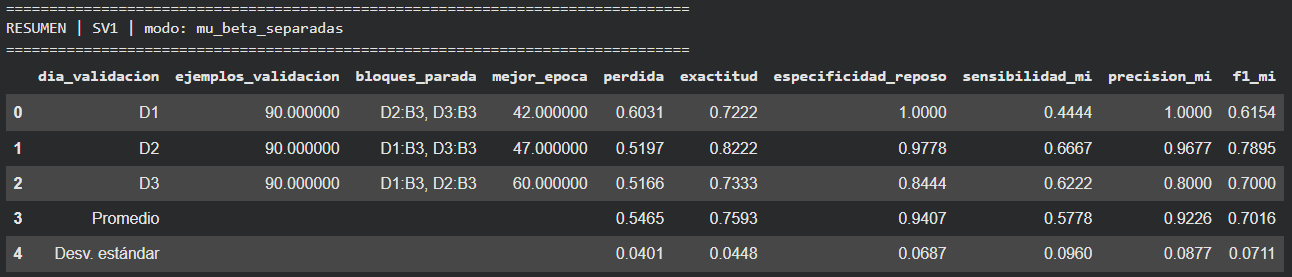 ================================================================================
RESUMEN | SV1 | modo: mu_beta_separadas
================================================================================
dia_validacion ejemplos_validacion bloques_parada mejor_epoca perdida exactitud especificidad_reposo sensibilidad_mi precision_mi f1_mi
0 D1 90.000000 D2:B3, D3:B3 42.000000 0.6031 0.7222 1.0000 0.4444 1.0000 0.6154
1 D2 90.000000 D1:B3, D3:B3 47.000000 0.5197 0.8222 0.9778 0.6667 0.9677 0.7895
2 D3 90.000000 D1:B3, D2:B3 60.000000 0.5166 0.7333 0.8444 0.6222 0.8000 0.7000
3 Promedio 0.5465 0.7593 0.9407 0.5778 0.9226 0.7016
4 Desv. estándar 0.0401 0.0448 0.0687 0.0960 0.0877 0.0711